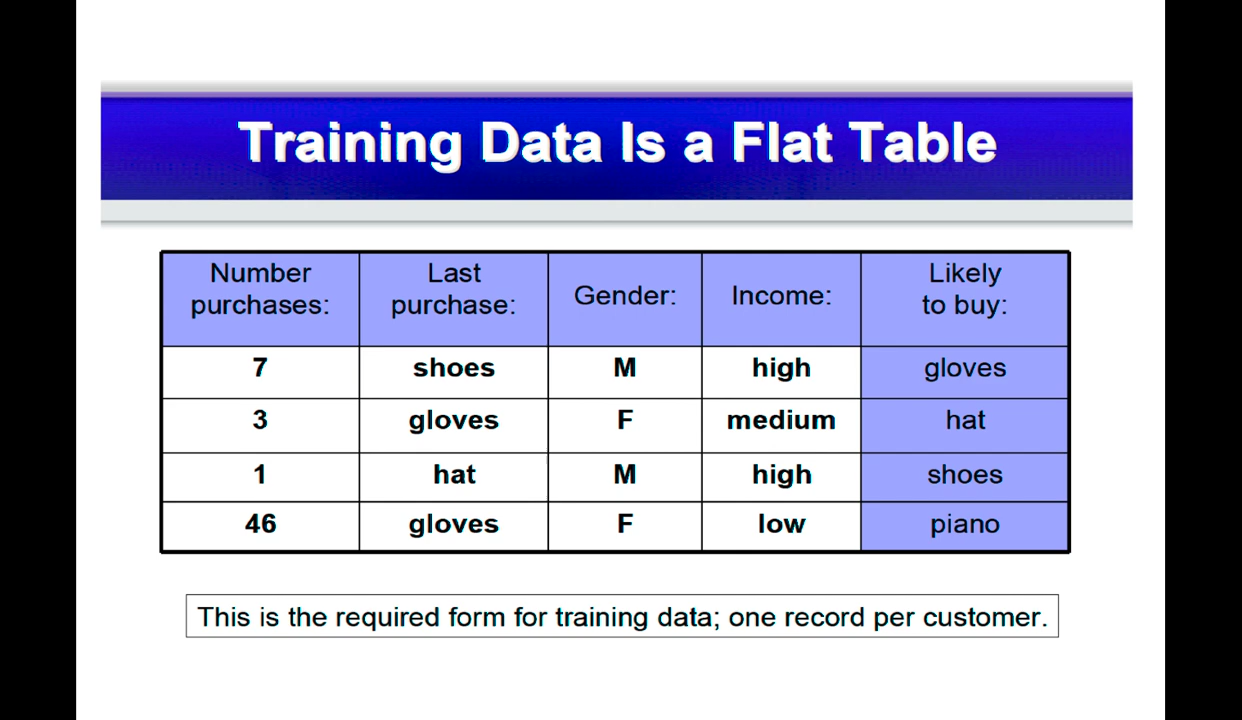 Training Data Is a Flat Table
Number purchases: Last purchase: Gender: Income: Likely to buy:
7 shoes M high gloves
3 gloves F medium hat
1 hat M high shoes
46 gloves F low piano
This is the required form for training data; one record per customer.